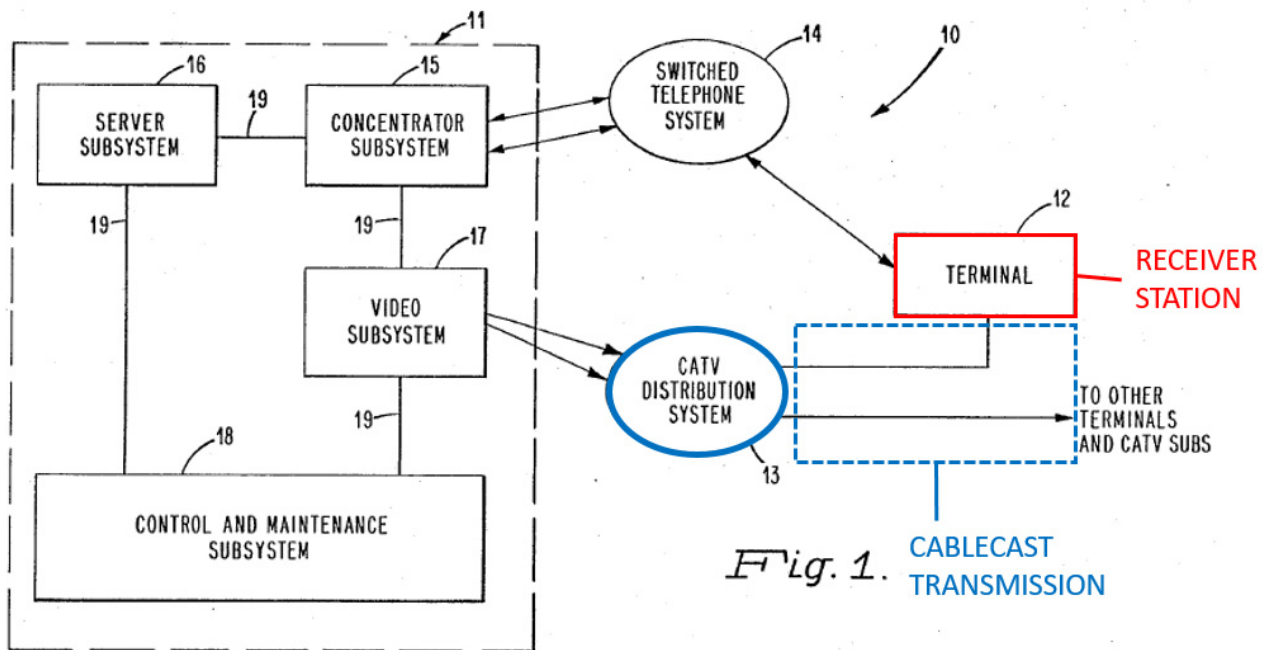 11
16
15
14
10
SERVER
SUBSYSTEM
19
CONCENTRATOR
SUBSYSTEM
SWITCHED
TELEPHONE
SYSTEM
19
19
17
12
VIDEO
SUBSYSTEM
TERMINAL
RECEIVER
STATION
CATV
DISTRIBUTION
SYSTEM
TO OTHER
TERMINALS
AND CATV SUBS
19
18
13
CONTROL AND MAINTENANCE
SUBSYSTEM
Fig. 1.
CABLECAST
TRANSMISSION